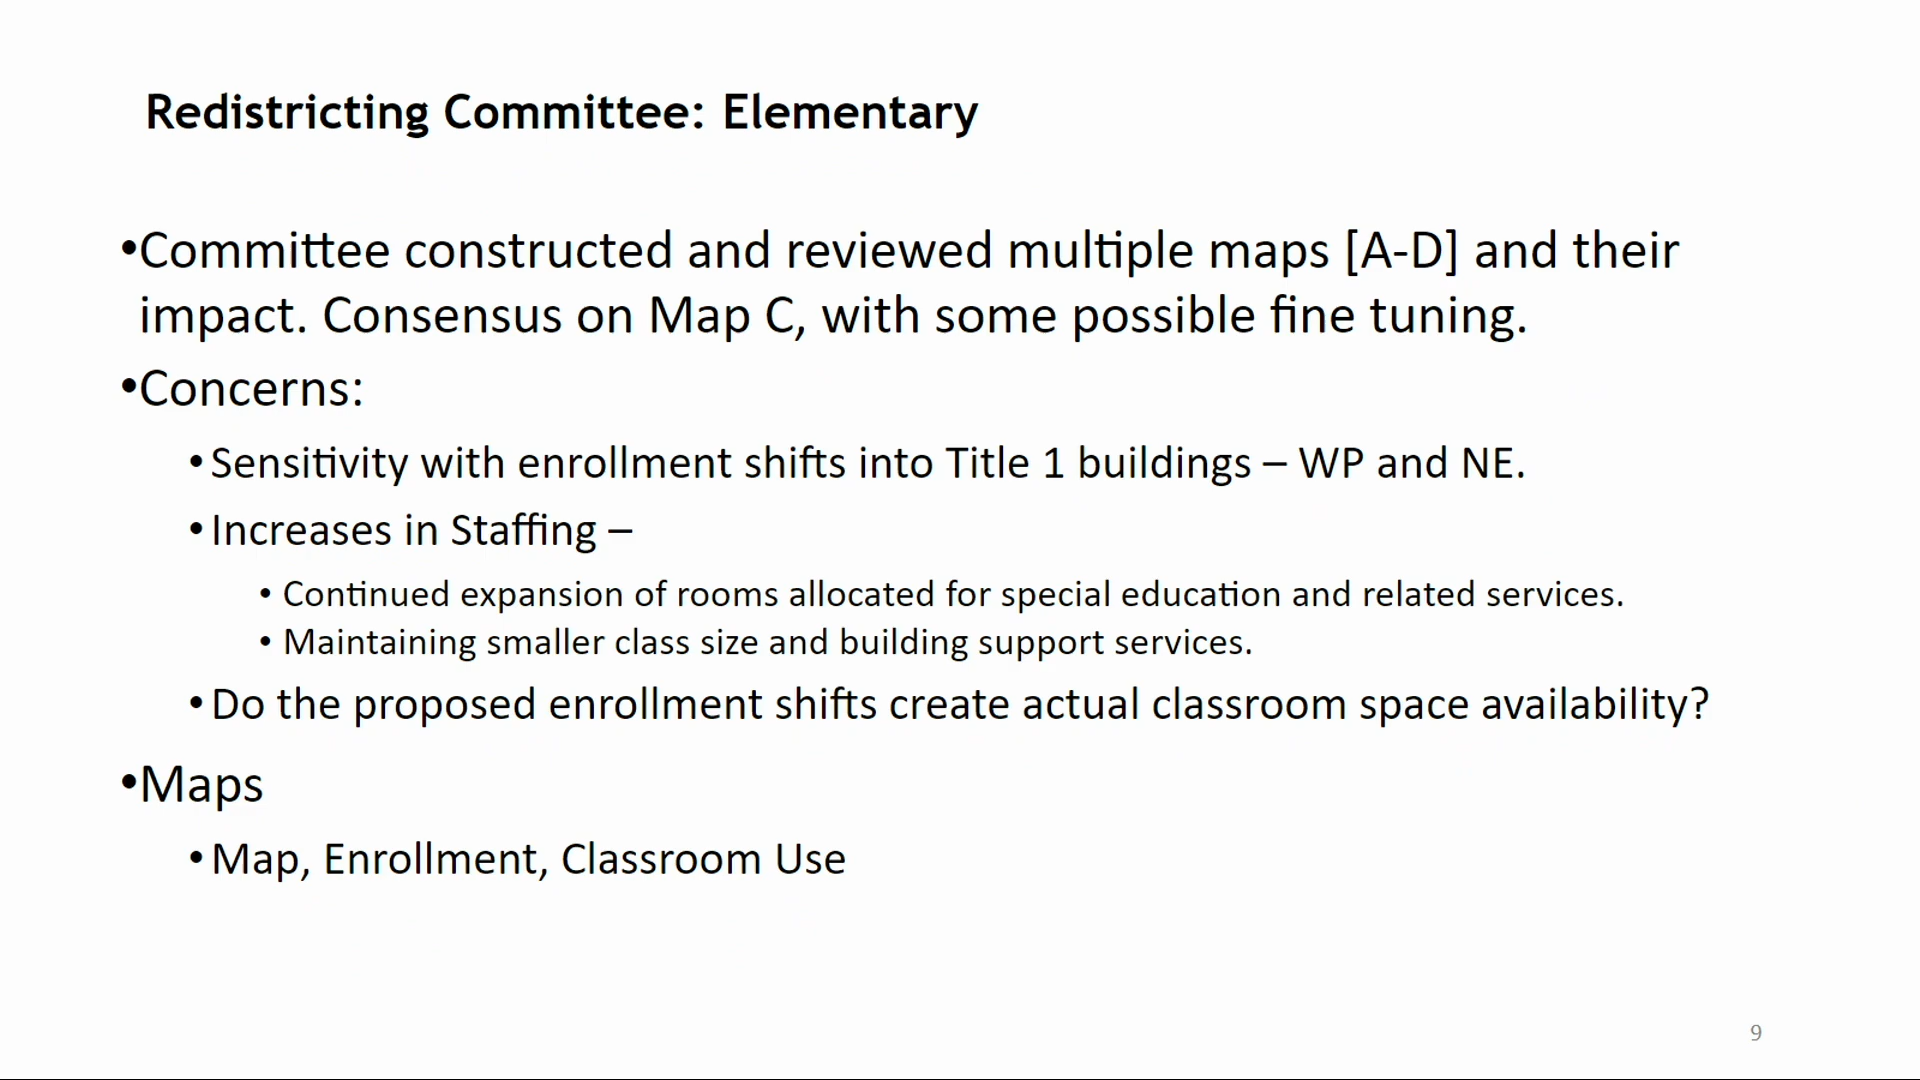 Redistricting Committee: Elementary
•Committee constructed and reviewed multiple maps [A-D] and their
impact. Consensus on Map C, with some possible fine tuning.
•Concerns:
•Sensitivity with enrollment shifts into Title 1 buildings – WP and NE.
•Increases in Staffing –
• Continued expansion of rooms allocated for special education and related services.
• Maintaining smaller class size and building support services.
•Do the proposed enrollment shifts create actual classroom space availability?
•Maps
•Map, Enrollment, Classroom Use
9